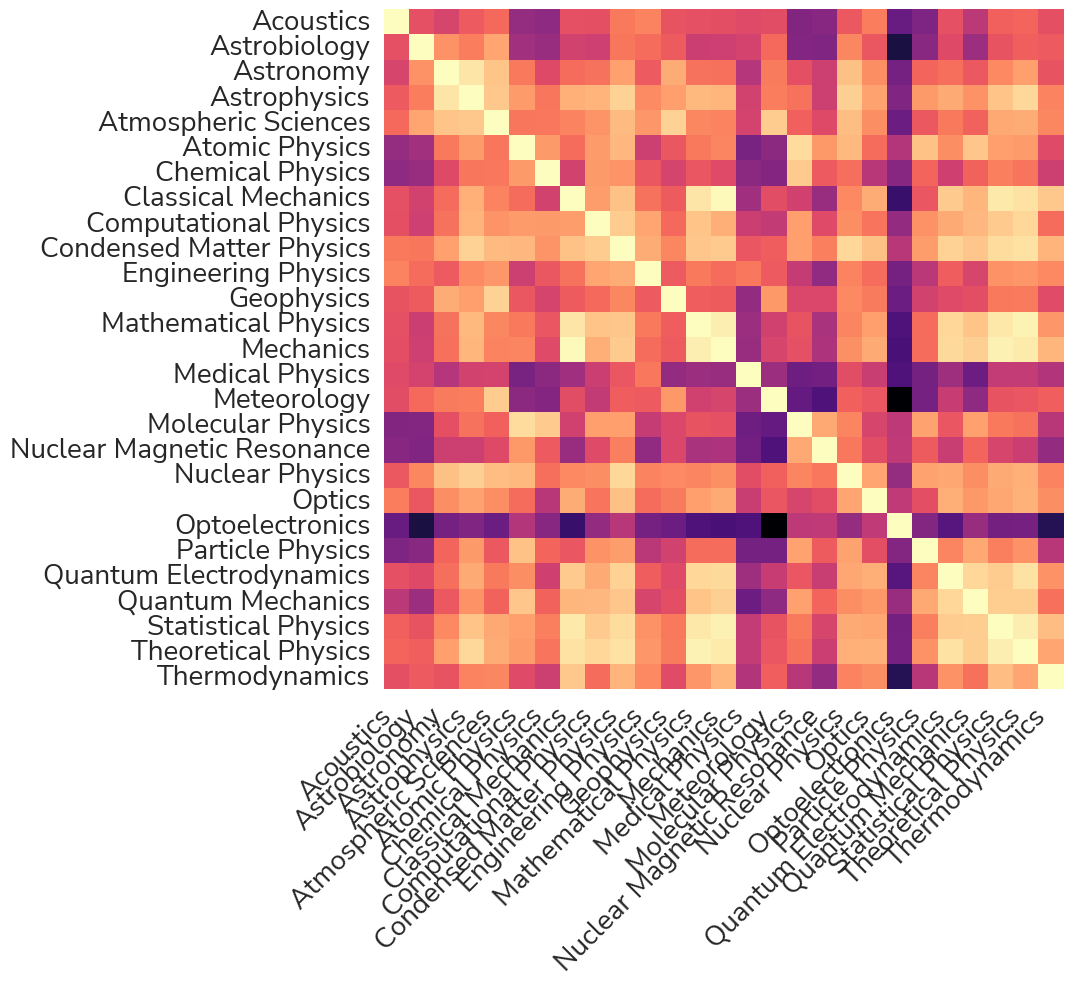 Acoustics
Astrobiology
Astronomy
Astrophysics
Atmospheric Sciences
Atomic Physics
Chemical Physics
Classical Mechanics
Computational Physics
Condensed Matter Physics
Engineering Physics
Geophysics
Mathematical Physics
Mechanics
Medical Physics
Meteorology
Molecular Physics
Nuclear Magnetic Resonance
Nuclear Physics
Optics
Optoelectronics
Particle Physics
Quantum Electrodynamics
Quantum Mechanics
Statistical Physics
Theoretical Physics
Thermodynamics
Acoustics
Astrobiology
Astronomy
Astrophysics
Atmospheric Sciences
Atomic Physics
Chemical Physics
Classical Mechanics
Computational Physics
Condensed Matter Physics
Engineering Physics
Geophysics
Mathematical Physics
Mechanics
Medical Physics
Meteorology
Molecular Physics
Nuclear Magnetic Resonance
Nuclear Physics
Optics
Optoelectronics
Particle Physics
Quantum Electrodynamics
Quantum Mechanics
Statistical Physics
Theoretical Physics
Thermodynamics